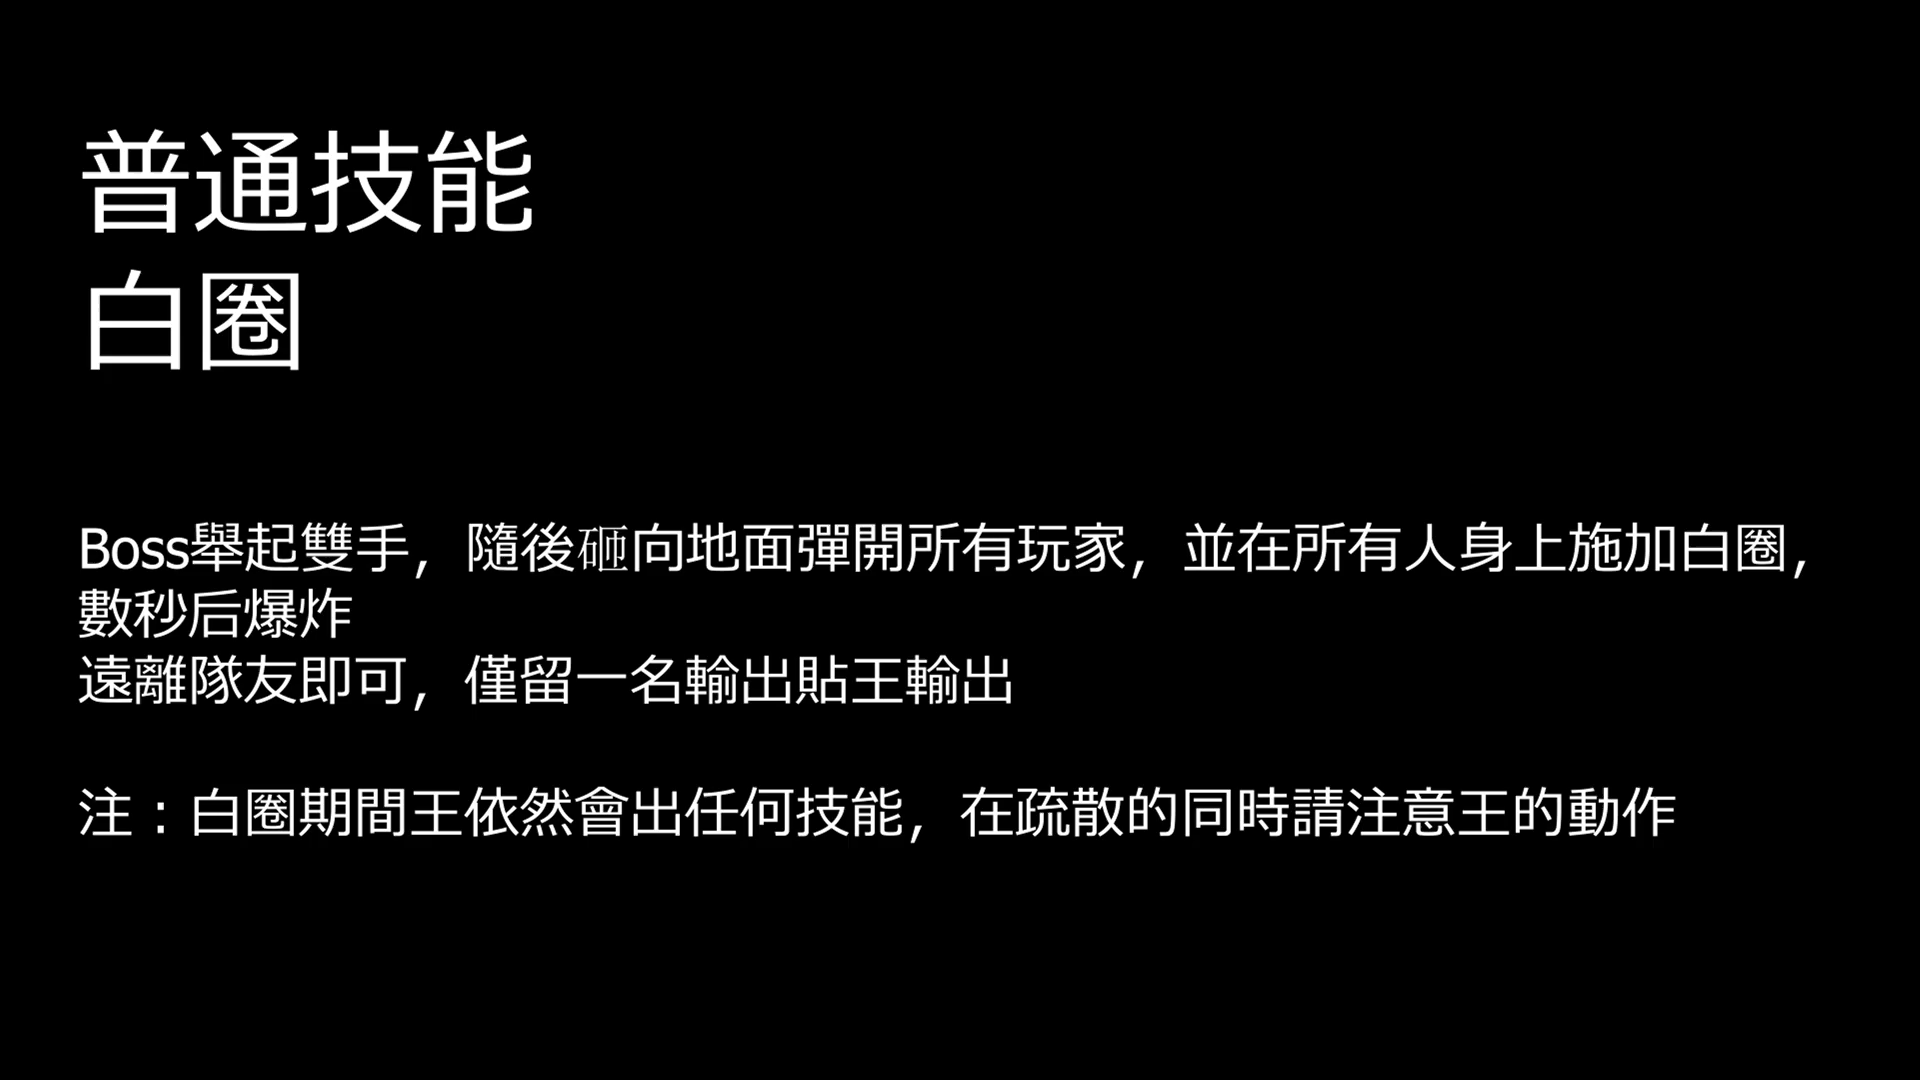 普通技能
白圈
Boss舉起雙手，隨後砸向地面彈開所有玩家，並在所有人身上施加白圈，
數秒后爆炸
遠離隊友即可，僅留一名輸出貼王輸出
注：白圈期間王依然會出任何技能，在疏散的同時請注意王的動作